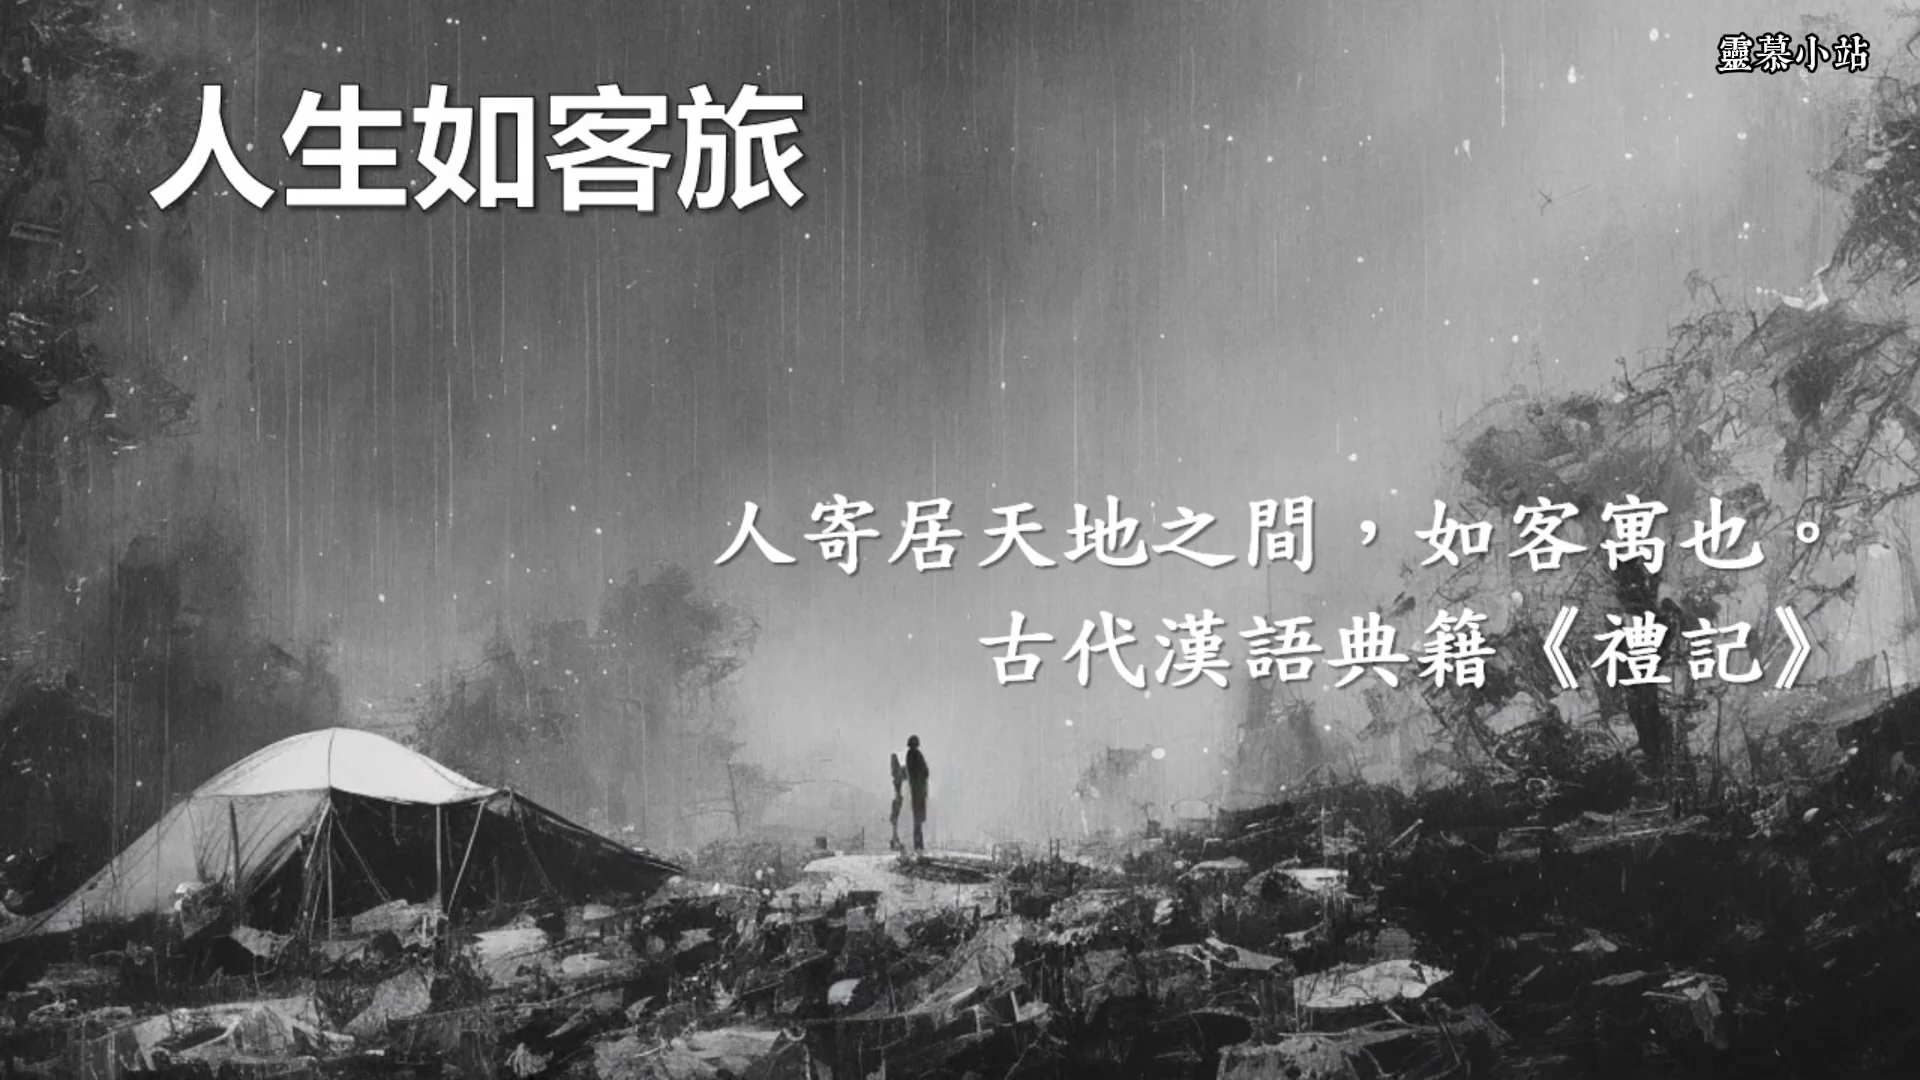 靈慕小站
人生如客旅
人寄居天地之間，如客寓也。
古代漢語典籍《禮記》